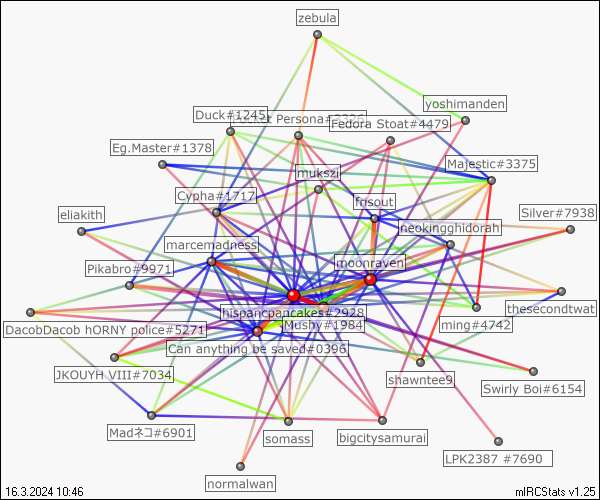 zebula
yoshimanden
Duck#1245
Pocket Persona#2326
Fedora Stoat#4479
Eg.Master#1378
Majestic#3375
mukszi
Cypha#1717
frisout
eliakith
Silver#7938
neokingghidorah
marcemadness
moonraven
Pikabro#9971
thesecondtwat
hispancpancakes#2928
DacobDacob hORNY police#5271
Mushy#1984
ming#4742
Can anything be saved#0396
JKOUYH VIII#7034
shawntee9
Swirly Boi#6154
Madネコ#6901
somass
bigcitysamurai
LPK2387 #7690
normalwan
16.3.2024 10:46
mIRCStats v1.25